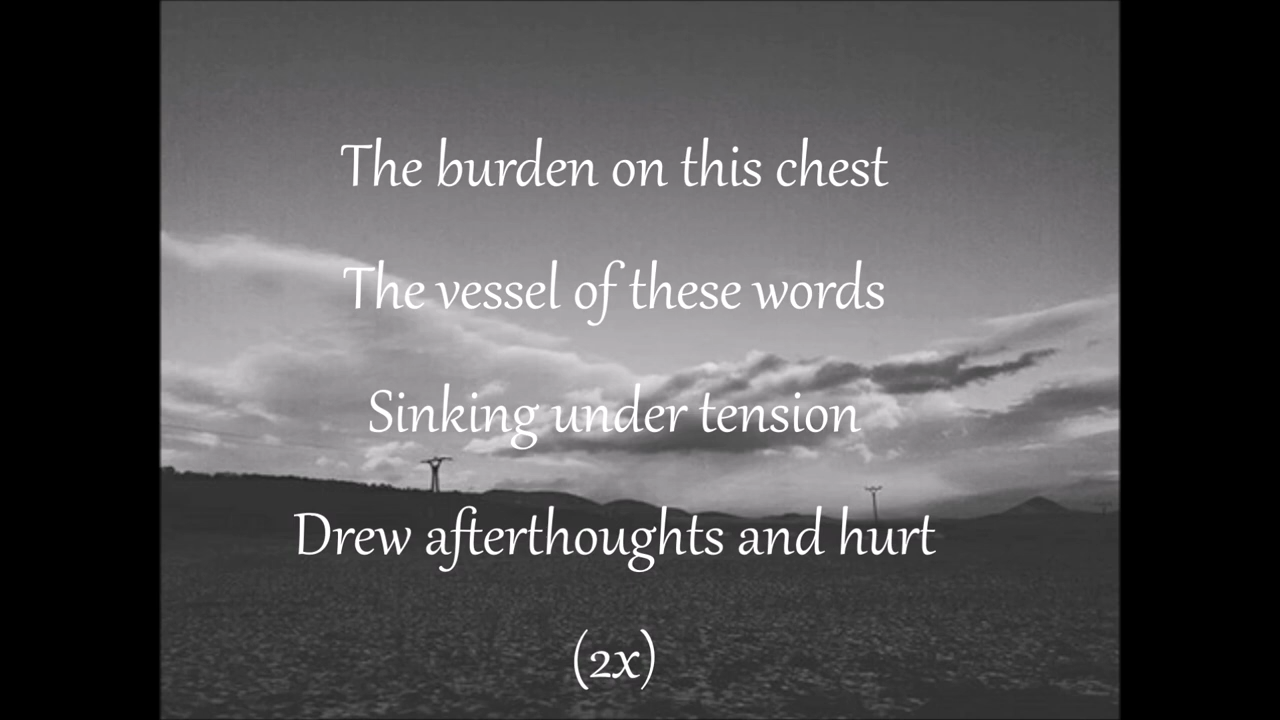 The burden on this chest
The vessel of these words
Sinking under tension
Drew afterthoughts and hurt
(2x)